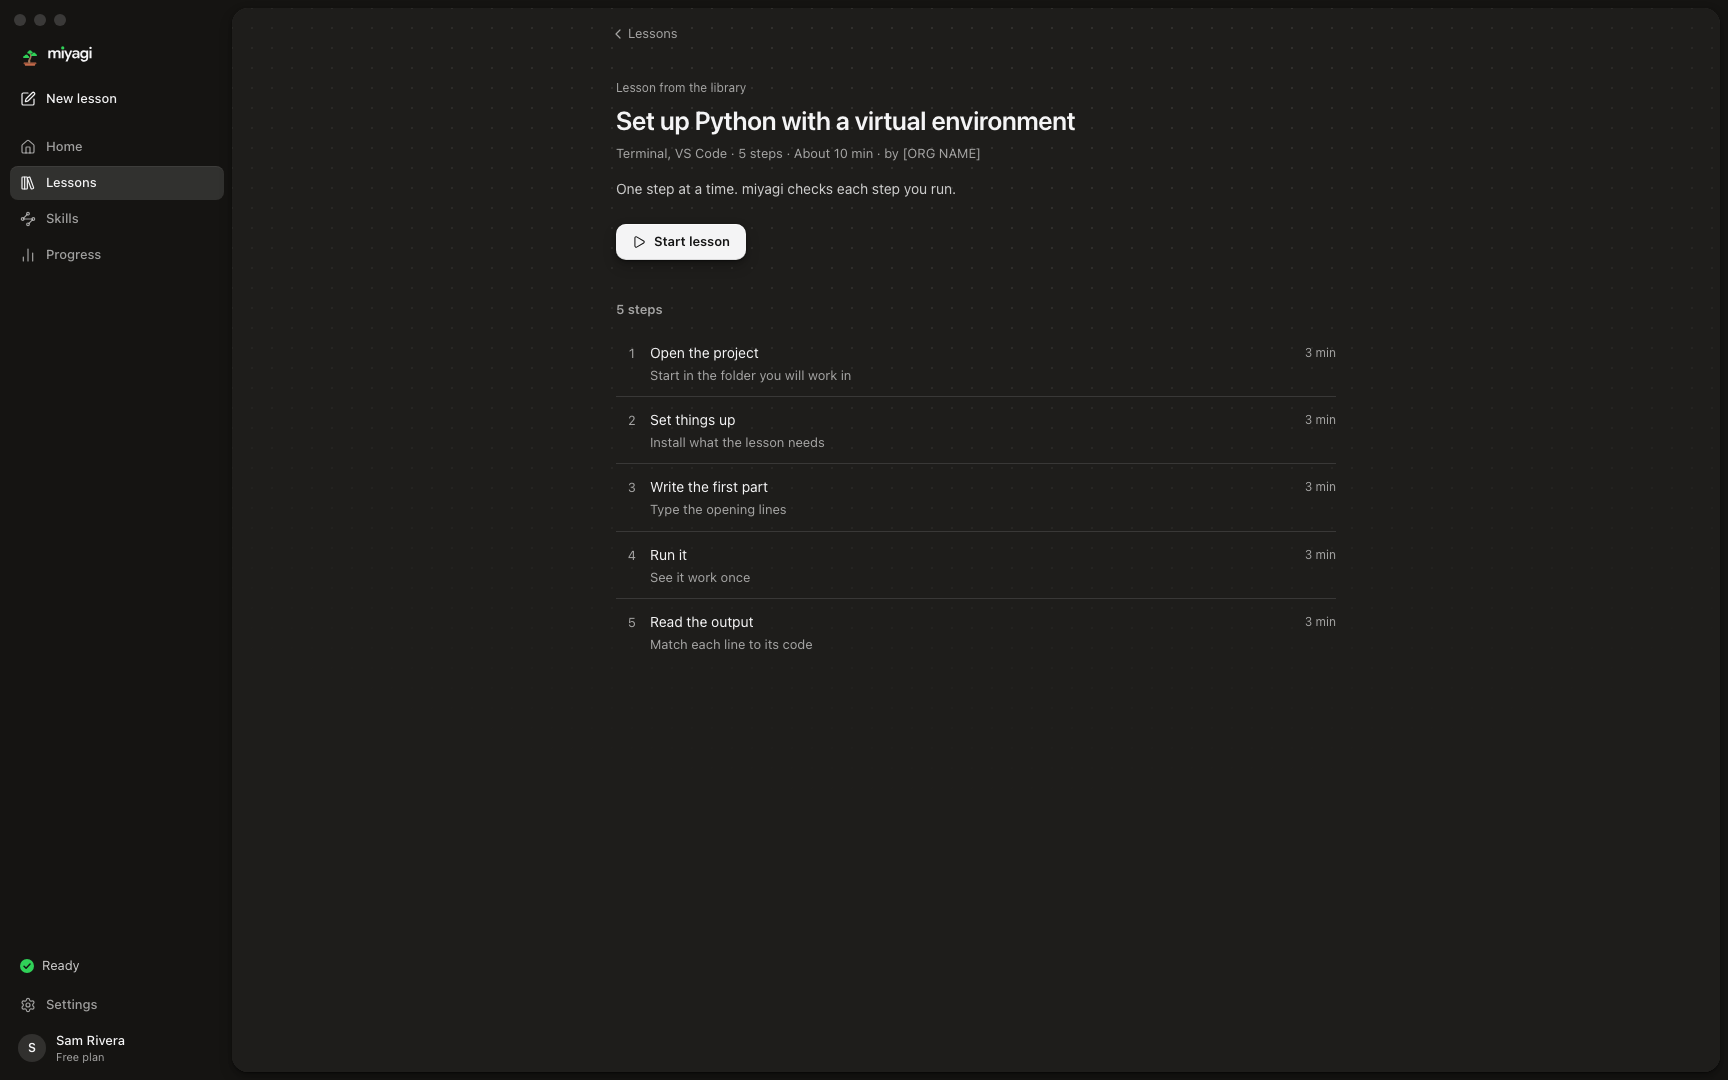 miyagi
New lesson
Home
Lessons
Skills
Progress
Ready
Settings
S
Sam Rivera
Free plan
Lessons
Lesson from the library
Set up Python with a virtual environment
Terminal, VS Code · 5 steps · About 10 min · by [ORG NAME]
One step at a time. miyagi checks each step you run.
Start lesson
5 steps
1 Open the project 3 min
Start in the folder you will work in
2 Set things up 3 min
Install what the lesson needs
3 Write the first part 3 min
Type the opening lines
4 Run it 3 min
See it work once
5 Read the output 3 min
Match each line to its code